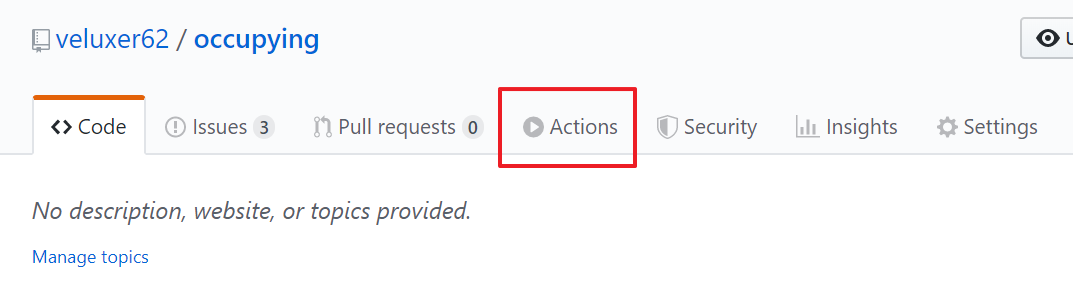 veluxer62 / occupying
U
Code Issues 3 Pull requests 0 Actions Security Insights Settings
No description, website, or topics provided.
Manage topics